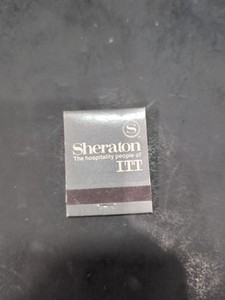 S
Sheraton
The hospitality people of
ITT